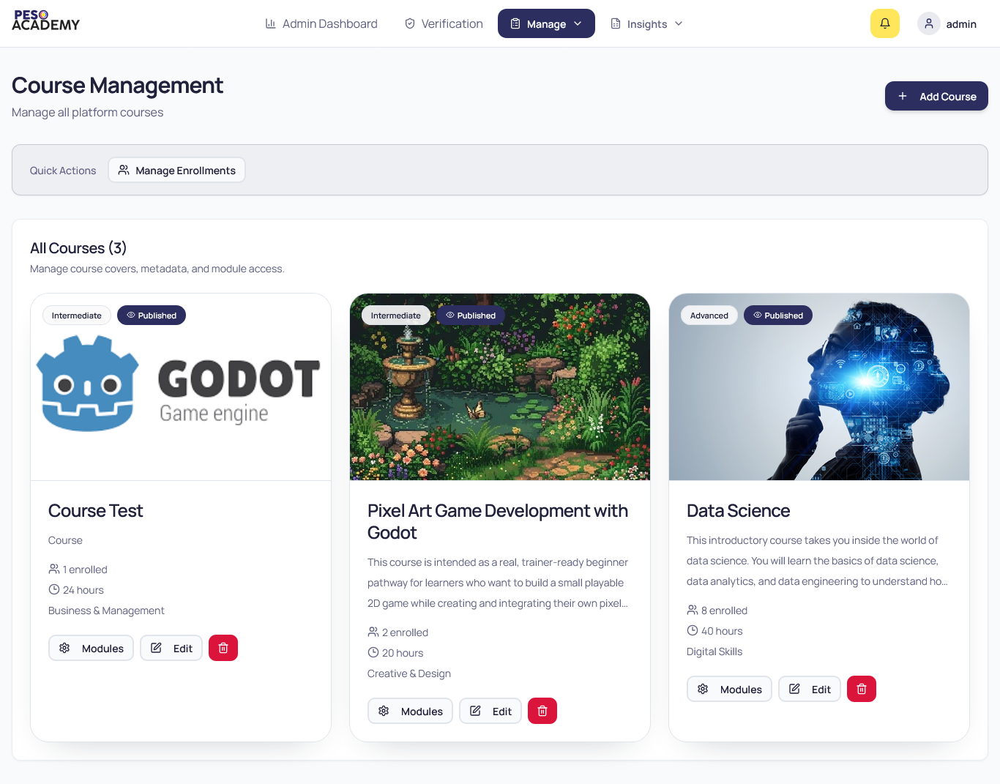 PESO
ACADEMY
Admin Dashboard
Verification
Manage
Insights
admin
Course Management
Manage all platform courses
Add Course
Quick Actions
Manage Enrollments
All Courses (3)
Manage course covers, metadata, and module access.
Intermediate
Published
GODOT
Game engine
Course Test
Course
1 enrolled
24 hours
Business & Management
Modules
Edit
Intermediate
Published
Pixel Art Game Development with
Godot
This course is intended as a real, trainer-ready beginner
pathway for learners who want to build a small playable
2D game while creating and integrating their own pixel...
2 enrolled
20 hours
Creative & Design
Modules
Edit
Advanced
Published
Data Science
This introductory course takes you inside the world of
data science. You will learn the basics of data science,
data analytics, and data engineering to understand ho...
8 enrolled
40 hours
Digital Skills
Modules
Edit